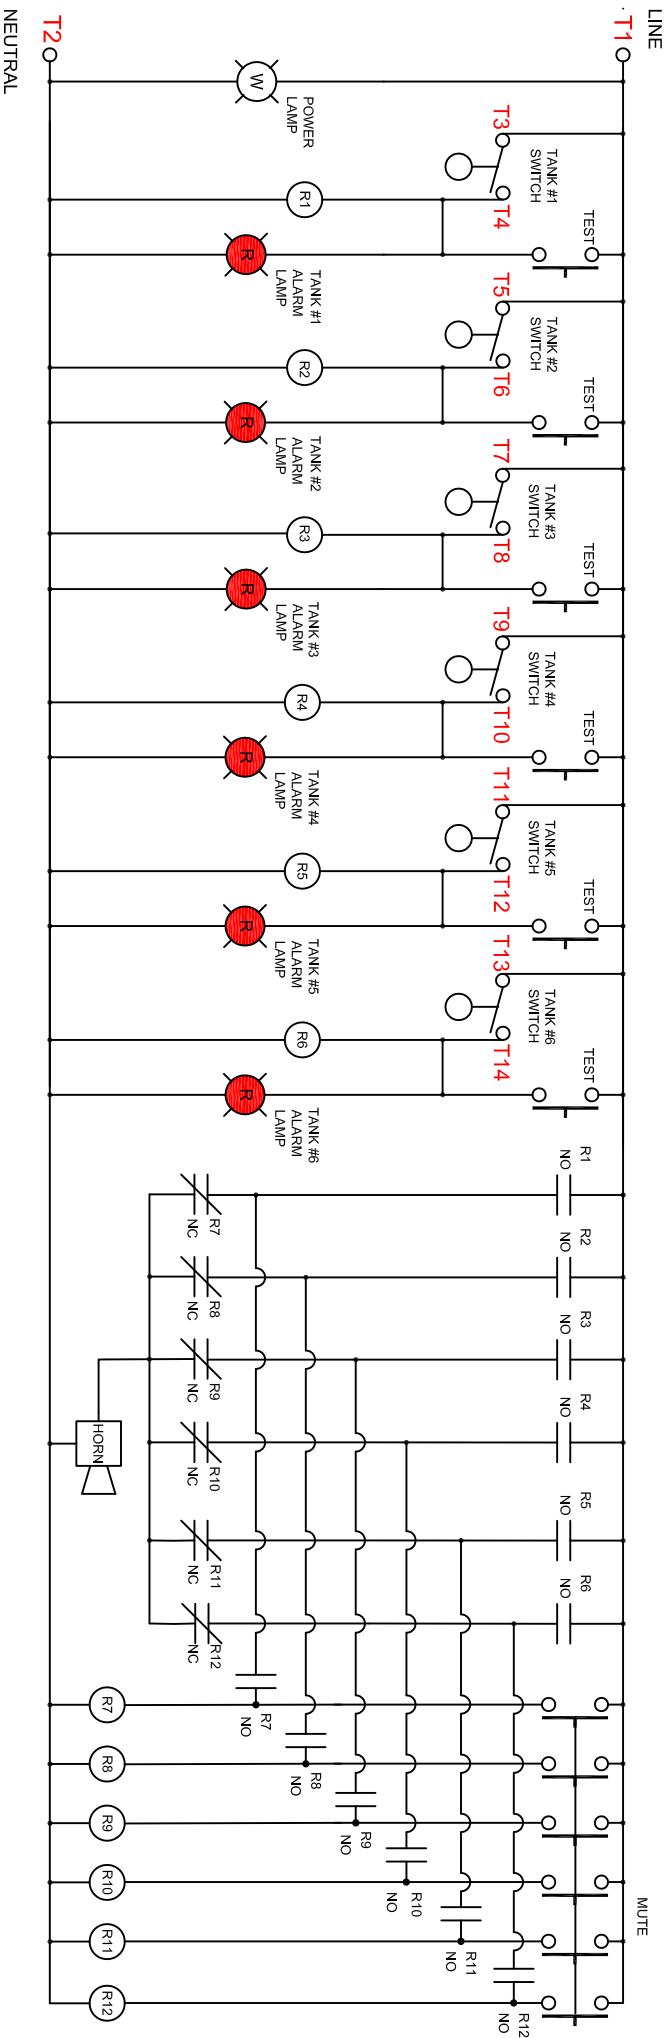 LINE
T1
T2
NEUTRAL
W
POWER
LAMP
T3
TANK #1
SWITCH
T4
R1
TEST
R
TANK #1
ALARM
LAMP
T5
TANK #2
SWITCH
T6
R2
TEST
R
TANK #2
ALARM
LAMP
T7
TANK #3
SWITCH
T8
R3
TEST
R
TANK #3
ALARM
LAMP
T9
TANK #4
SWITCH
T10
R4
TEST
R
TANK #4
ALARM
LAMP
T11
TANK #5
SWITCH
T12
R5
TEST
R
TANK #5
ALARM
LAMP
T13
TANK #6
SWITCH
T14
R6
TEST
R
TANK #6
ALARM
LAMP
R1
NO
R7
NC
R2
NO
R8
NC
R3
NO
R9
NC
R4
NO
R10
NC
R5
NO
R11
NC
R6
NO
R12
NC
HORN
R7
NO
R7
R8
NO
R8
R9
NO
R9
R10
NO
R10
R11
NO
R11
R12
NO
R12
MUTE